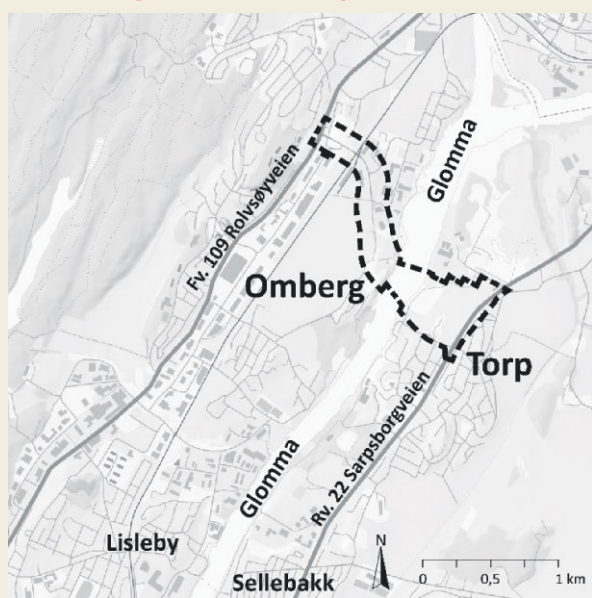 Glomma
Fv. 109 Rolvsøyveien
Omberg
Torp
Glomma
Rv. 22 Sarpsborgveien
Lisleby
Sellebakk
N
0 0,5 1 km